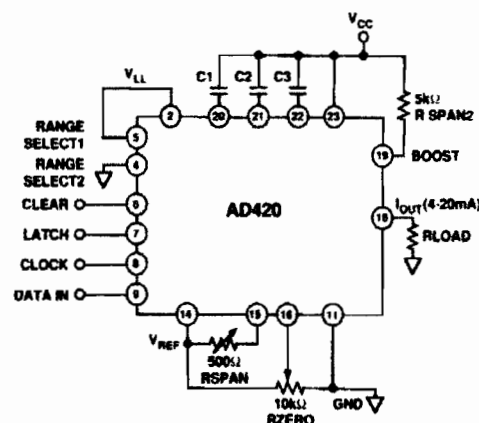 VCC
VLL
C1 C2 C3
5kΩ
R SPAN2
2 20 21 22 23
RANGE
SELECT1
5
19
BOOST
RANGE
SELECT2
4
AD420
CLEAR
6
18
IOUT (4-20mA)
LATCH
7
RLOAD
CLOCK
8
DATA IN
9
14 15 16 11
VREF
500Ω
RSPAN
10kΩ
RZERO
GND